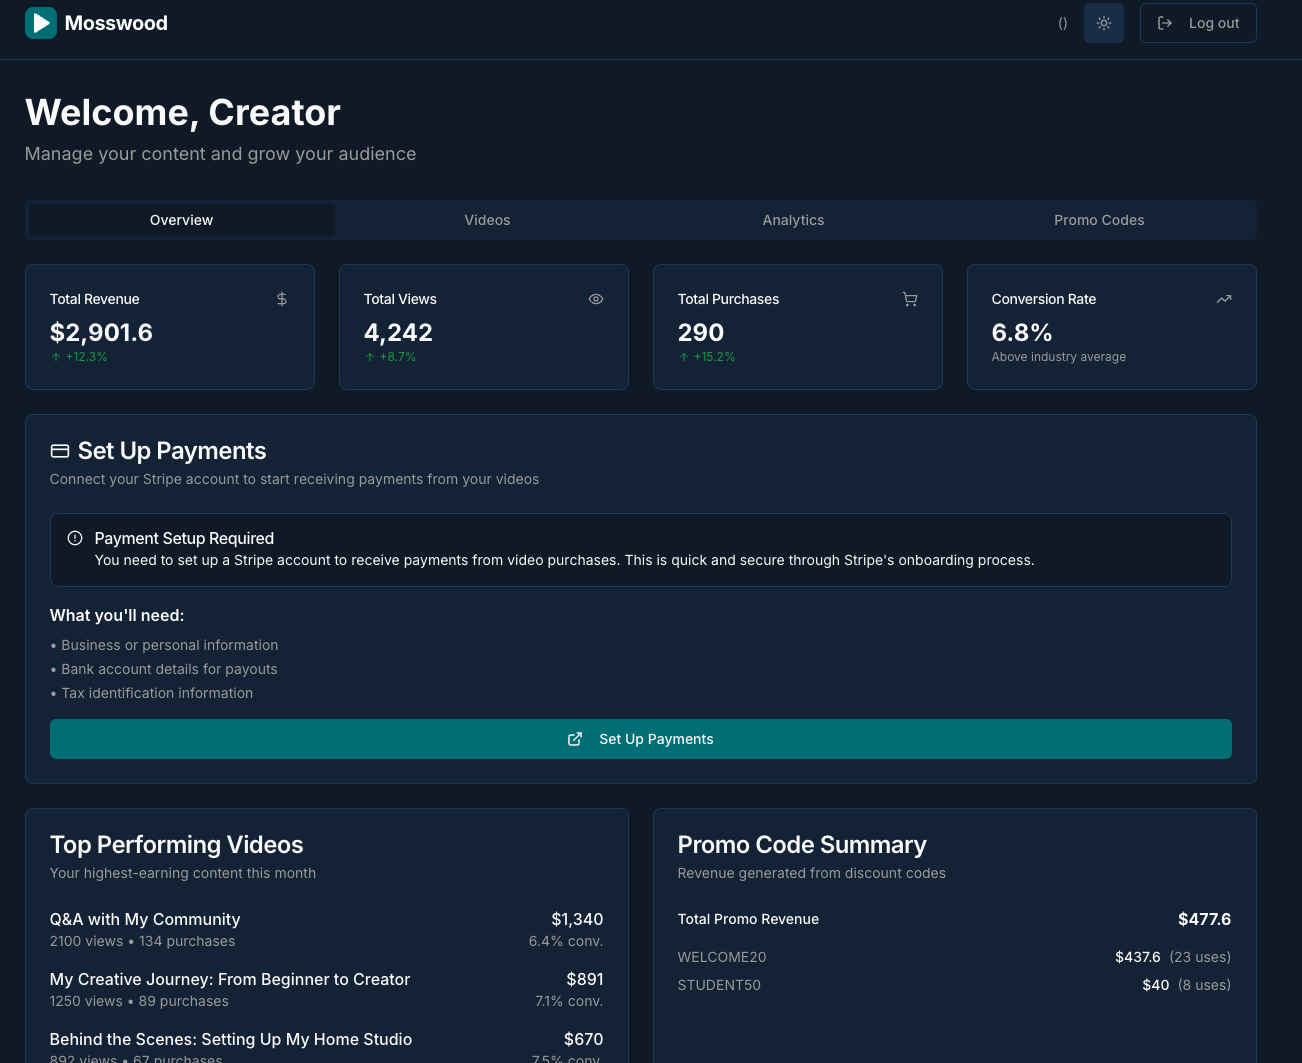 Mosswood
()
Log out
Welcome, Creator
Manage your content and grow your audience
Overview
Videos
Analytics
Promo Codes
Total Revenue
$2,901.6
↑ +12.3%
Total Views
4,242
↑ +8.7%
Total Purchases
290
↑ +15.2%
Conversion Rate
6.8%
Above industry average
Set Up Payments
Connect your Stripe account to start receiving payments from your videos
Payment Setup Required
You need to set up a Stripe account to receive payments from video purchases. This is quick and secure through Stripe's onboarding process.
What you'll need:
• Business or personal information
• Bank account details for payouts
• Tax identification information
Set Up Payments
Top Performing Videos
Your highest-earning content this month
Q&A with My Community $1,340
2100 views • 134 purchases 6.4% conv.
My Creative Journey: From Beginner to Creator $891
1250 views • 89 purchases 7.1% conv.
Behind the Scenes: Setting Up My Home Studio $670
892 views • 67 purchases 7.5% conv.
Promo Code Summary
Revenue generated from discount codes
Total Promo Revenue $477.6
WELCOME20 $437.6 (23 uses)
STUDENT50 $40 (8 uses)